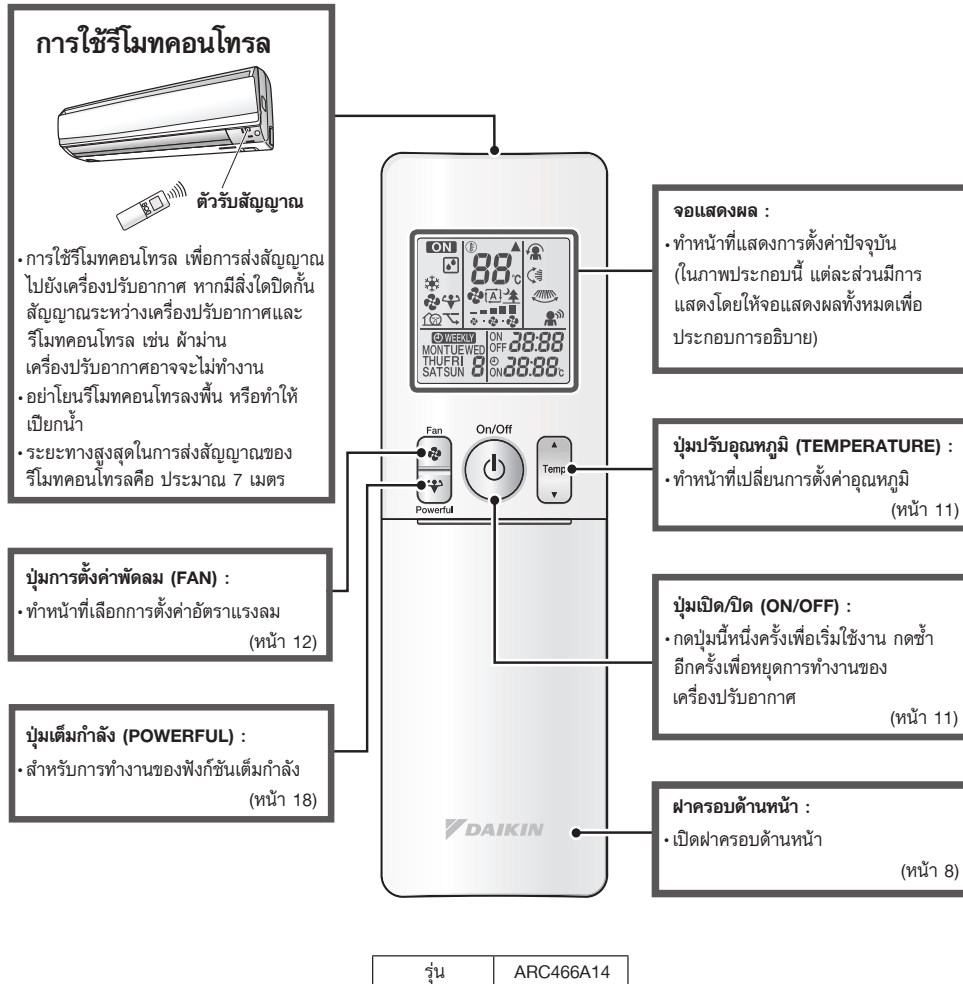 การใช้รีโมทคอนโทรล
ตัวรับสัญญาณ
• การใช้รีโมทคอนโทรล เพื่อการส่งสัญญาณ
ไปยังเครื่องปรับอากาศ หากมีสิ่งใดปิดกั้น
สัญญาณระหว่างเครื่องปรับอากาศและ
รีโมทคอนโทรล เช่น ผ้าม่าน
เครื่องปรับอากาศอาจจะไม่ทำงาน
• อย่าโยนรีโมทคอนโทรลงพื้น หรือทำให้
เปียกน้ำ
• ระยะทางสูงสุดในการส่งสัญญาณของ
รีโมทคอนโทรลคือ ประมาณ 7 เมตร
ปุ่มการตั้งค่าพัดลม (FAN) :
• ทำหน้าที่เลือกการตั้งค่าอัตราแรงลม
(หน้า 12)
ปุ่มเต็มกำลัง (POWERFUL) :
• สำหรับการทำงานของฟังก์ชันเต็มกำลัง
(หน้า 18)
ON
88 °C
A
WEEKLY
MONTUEWED
THUFRI
SATSUN 8
ON
OFF 88:88
ON 88:88 °C
Fan
On/Off
Temp
Powerful
DAIKIN
จอแสดงผล :
• ทำหน้าที่แสดงการตั้งค่าปัจจุบัน
(ในภาพประกอบนี้ แต่ละส่วนมีการ
แสดงโดยให้จอแสดงผลทั้งหมดเพื่อ
ประกอบการอธิบาย)
ปุ่มปรับอุณหภูมิ (TEMPERATURE) :
• ทำหน้าที่เปลี่ยนการตั้งค่าอุณหภูมิ
(หน้า 11)
ปุ่มเปิด/ปิด (ON/OFF) :
• กดปุ่มนี้หนึ่งครั้งเพื่อเริ่มใช้งาน กดซ้ำ
อีกครั้งเพื่อหยุดการทำงานของ
เครื่องปรับอากาศ
(หน้า 11)
ฝาครอบด้านหน้า :
• เปิดฝาครอบด้านหน้า
(หน้า 8)
รุ่น ARC466A14